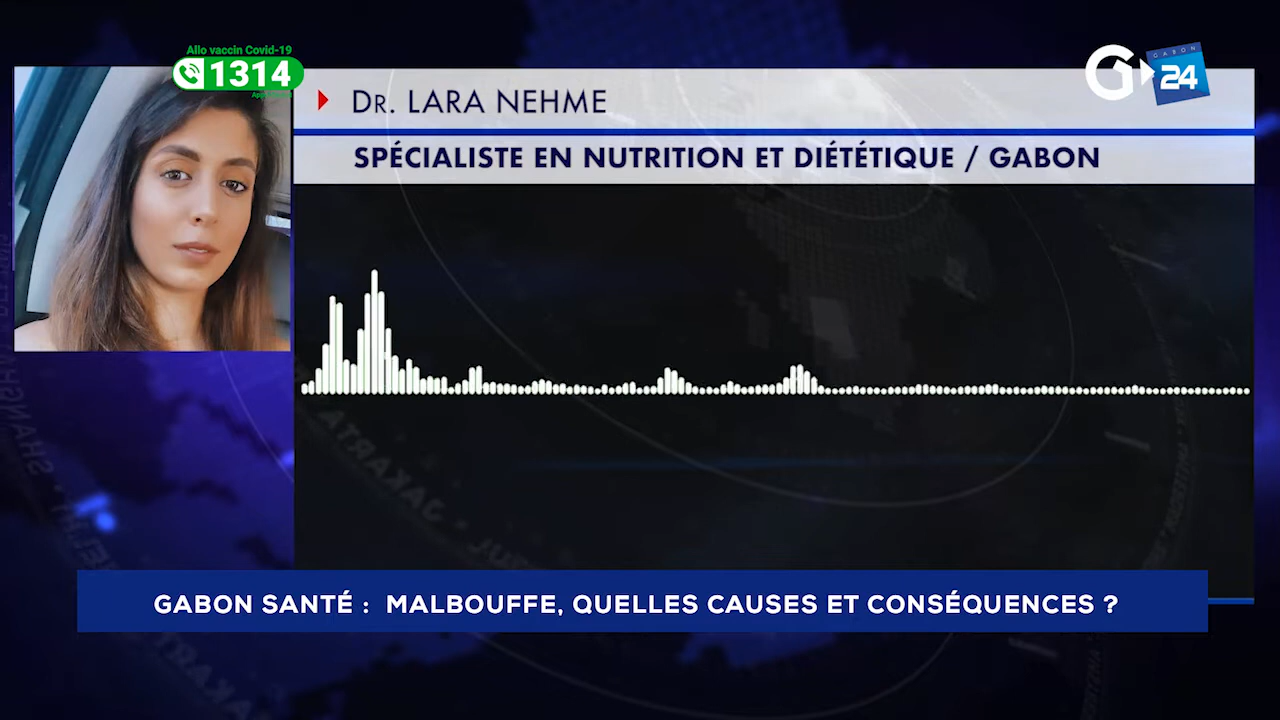 Allo vaccin Covid-19
1314
GABON
24
DR. LARA NEHME
SPÉCIALISTE EN NUTRITION ET DIÉTÉTIQUE / GABON
JAKARTA
GABON SANTÉ : MALBOUFFE, QUELLES CAUSES ET CONSÉQUENCES ?